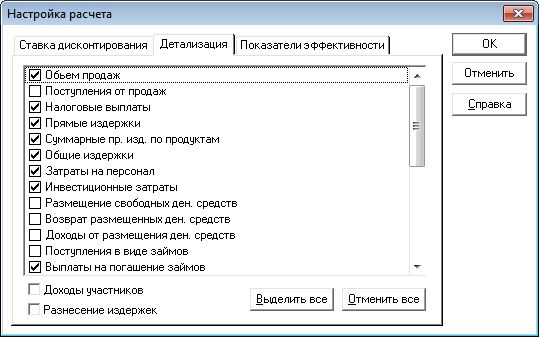 Настройка расчета
Ставка дисконтирования
Детализация
Показатели эффективности
OK
Отменить
Справка
Объем продаж
Поступления от продаж
Налоговые выплаты
Прямые издержки
Суммарные пр. изд. по продуктам
Общие издержки
Затраты на персонал
Инвестиционные затраты
Размещение свободных ден. средств
Возврат размещенных ден. средств
Доходы от размещения ден. средств
Поступления в виде займов
Выплаты на погашение займов
Доходы участников
Разнесение издержек
Выделить все
Отменить все